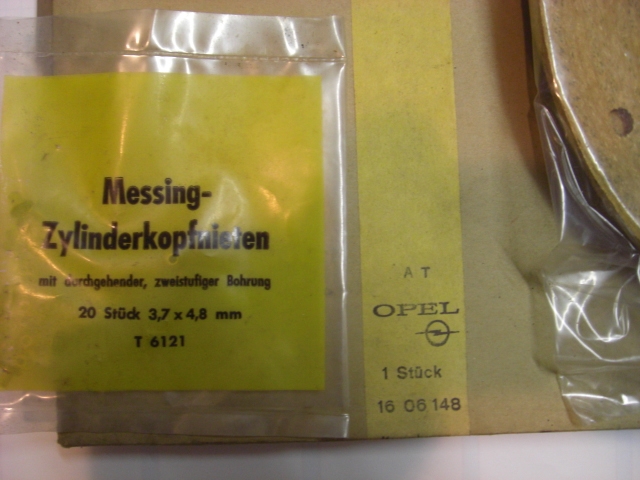 Messing-
Zylinderkopfnieten
mit durchgehender, zweistufiger Bohrung
20 Stück 3,7 x 4,8 mm
T 6121
A T
OPEL
1 Stück
16 06 148